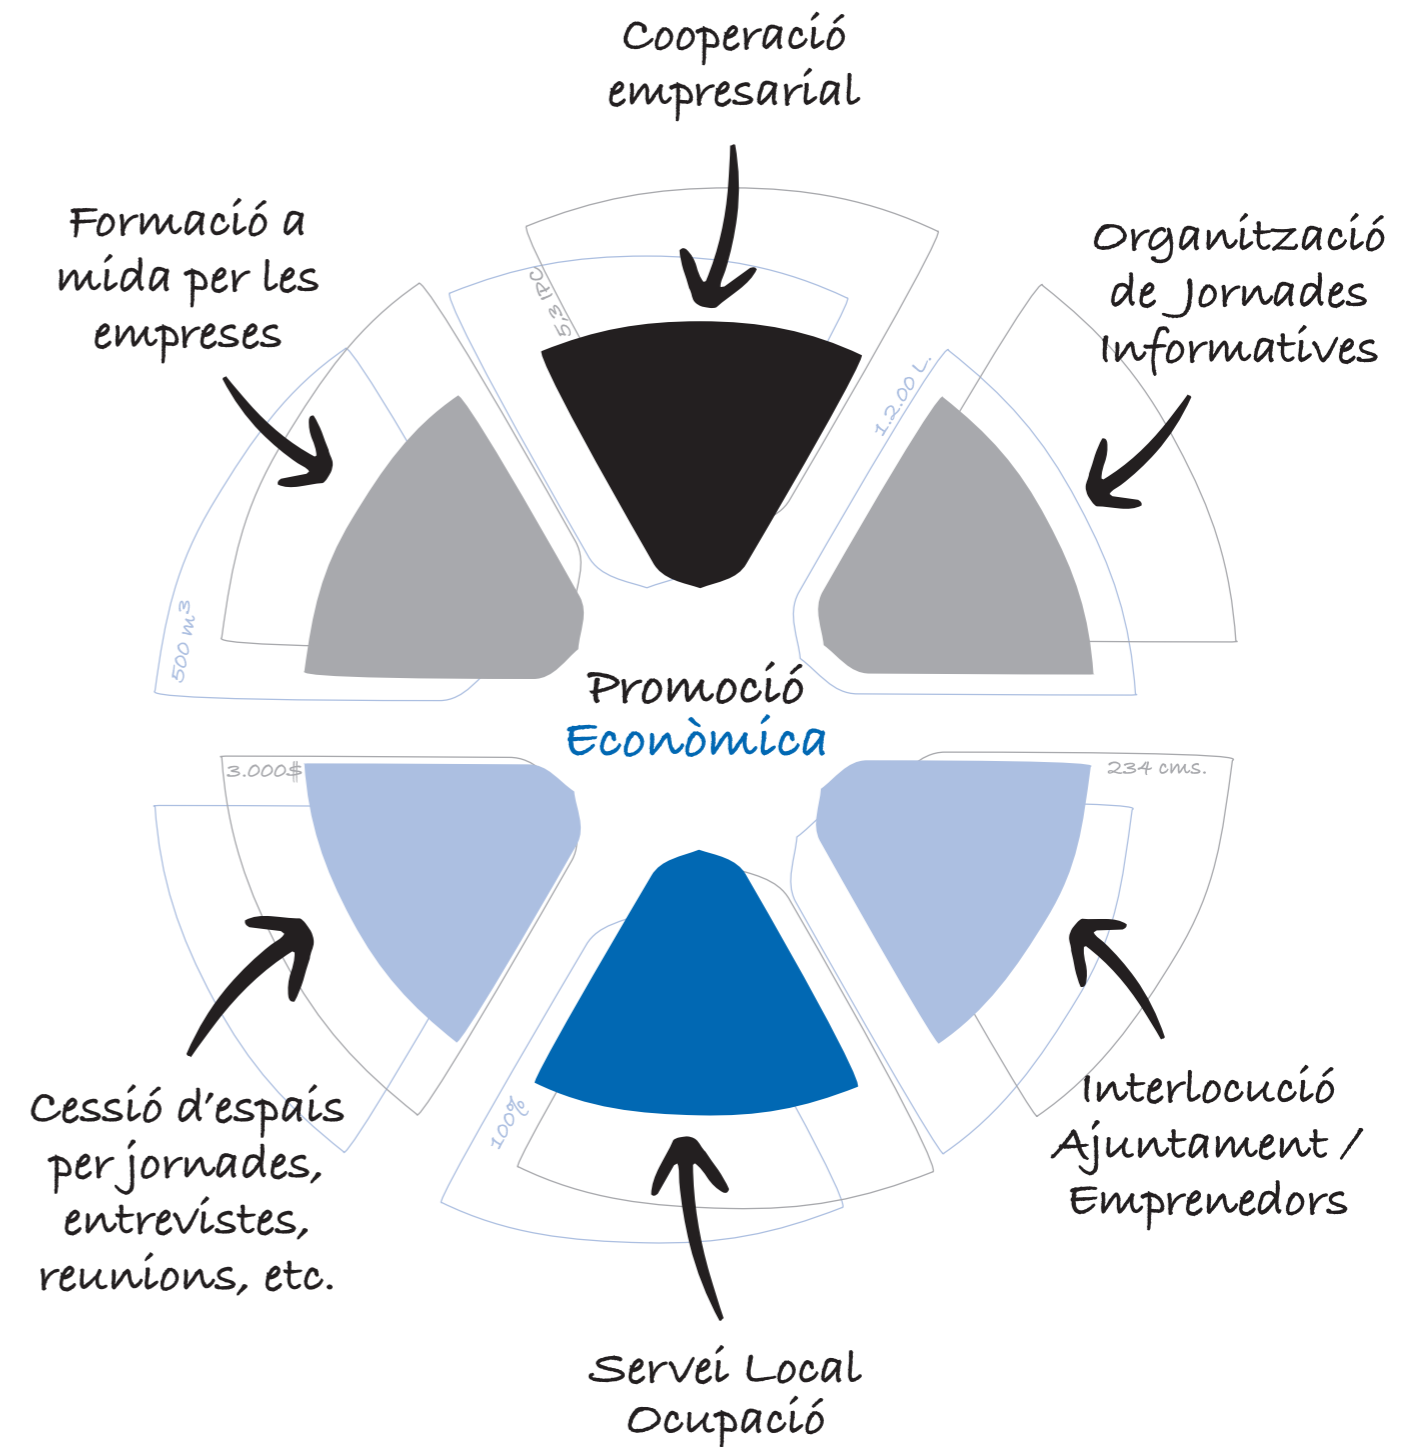 Cooperació
empresarial
Formació a
mida per les
empreses
Organització
de Jornades
Informatives
5,3 IPC
1.2.00 L.
500 m³
Promoció
Econòmica
3.000$
234 cms.
100%
Cessió d'espais
per jornades,
entrevistes,
reunions, etc.
Interlocució
Ajuntament /
Emprenedors
Servei Local
Ocupació